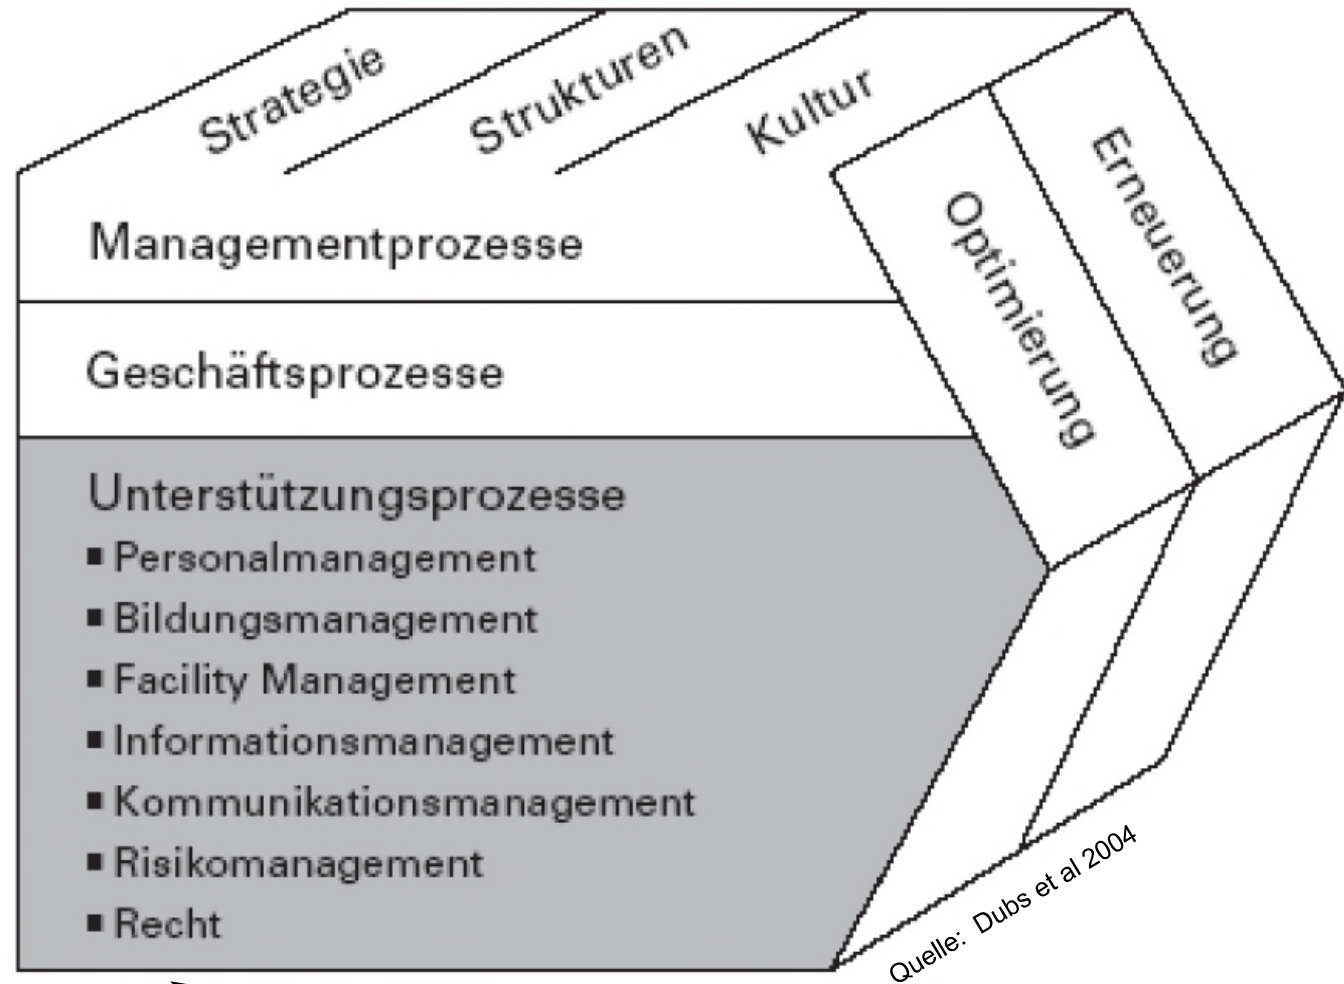 Strategie
Strukturen
Kultur
Erneuerung
Optimierung
Managementprozesse
Geschäftsprozesse
Unterstützungsprozesse
▪ Personalmanagement
▪ Bildungsmanagement
▪ Facility Management
▪ Informationsmanagement
▪ Kommunikationsmanagement
▪ Risikomanagement
▪ Recht
Quelle: Dubs et al 2004